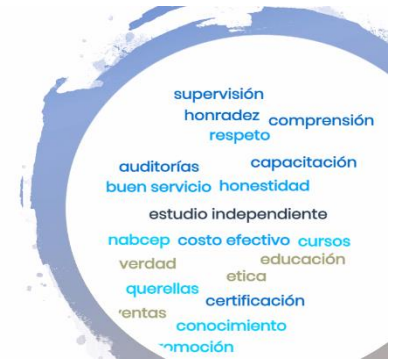 supervisión
honradez comprensión
respeto
auditorías capacitación
buen servicio honestidad
estudio independiente
nabcep costo efectivo cursos
verdad educación
etica
querellas
certificación
conocimiento